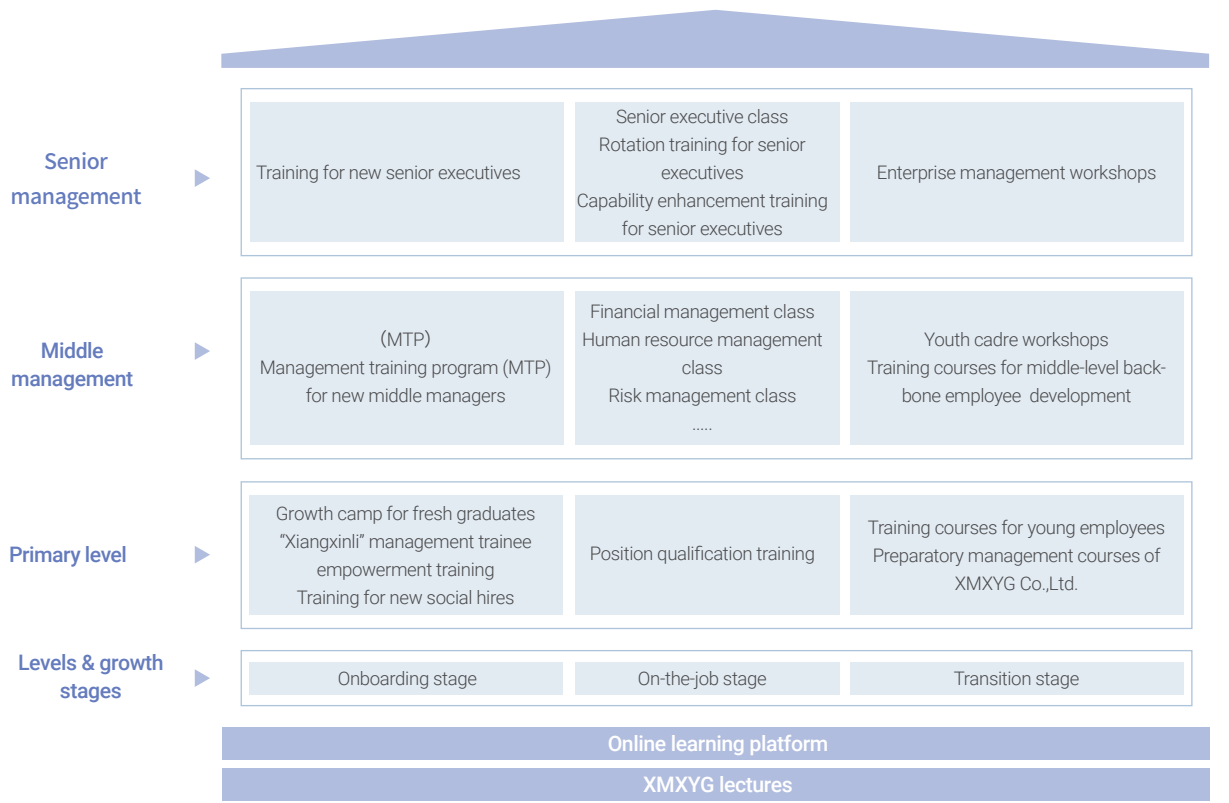 Senior
management
Training for new senior executives
Senior executive class
Rotation training for senior
executives
Capability enhancement training
for senior executives
Enterprise management workshops
Middle
management
(MTP)
Management training program (MTP)
for new middle managers
Financial management class
Human resource management
class
Risk management class
.....
Youth cadre workshops
Training courses for middle-level back-
bone employee development
Primary level
Growth camp for fresh graduates
“Xiangxinli” management trainee
empowerment training
Training for new social hires
Position qualification training
Training courses for young employees
Preparatory management courses of
XMXYG Co.,Ltd.
Levels & growth
stages
Onboarding stage
On-the-job stage
Transition stage
Online learning platform
XMXYG lectures